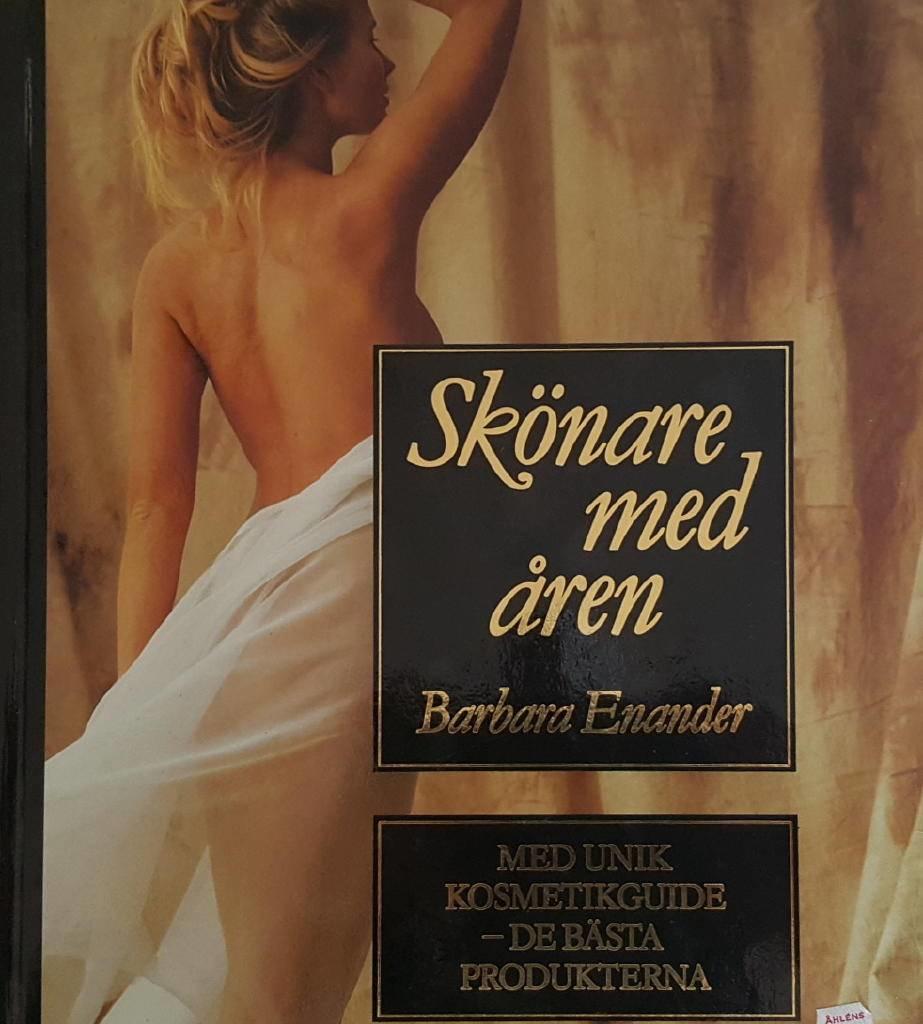 Skönare
med
åren
Barbara Enander
MED UNIK
KOSMETIKGUIDE
– DE BÄSTA
PRODUKTERNA
ÅHLÉNS